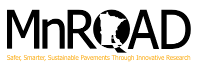 MnROAD
Safer, Smarter, Sustainable Pavements Through Innovative Research